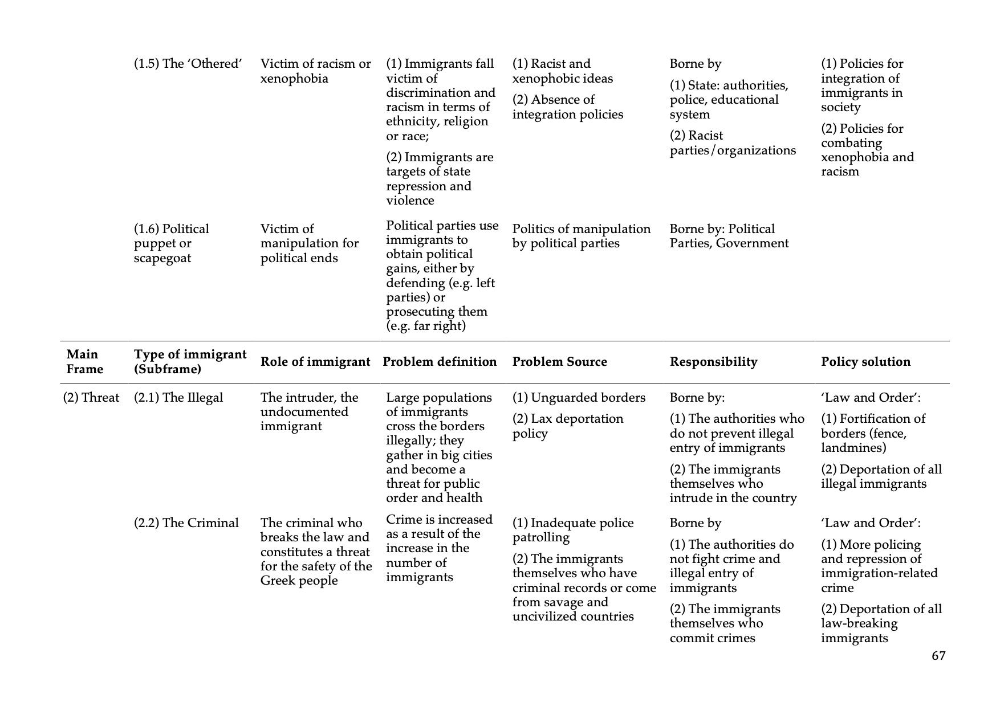 (1.5) The ‘Othered’
Victim of racism or
xenophobia
(1) Immigrants fall
victim of
discrimination and
racism in terms of
ethnicity, religion
or race;
(2) Immigrants are
targets of state
repression and
violence
(1) Racist and
xenophobic ideas
(2) Absence of
integration policies
Borne by
(1) State: authorities,
police, educational
system
(2) Racist
parties/organizations
(1) Policies for
integration of
immigrants in
society
(2) Policies for
combating
xenophobia and
racism
(1.6) Political
puppet or
scapegoat
Victim of
manipulation for
political ends
Political parties use
immigrants to
obtain political
gains, either by
defending (e.g. left
parties) or
prosecuting them
(e.g. far right)
Politics of manipulation
by political parties
Borne by: Political
Parties, Government
Main
Frame
Type of immigrant
(Subframe)
Role of immigrant
Problem definition
Problem Source
Responsibility
Policy solution
(2) Threat
(2.1) The Illegal
The intruder, the
undocumented
immigrant
Large populations
of immigrants
cross the borders
illegally; they
gather in big cities
and become a
threat for public
order and health
(1) Unguarded borders
(2) Lax deportation
policy
Borne by:
(1) The authorities who
do not prevent illegal
entry of immigrants
(2) The immigrants
themselves who
intrude in the country
‘Law and Order’:
(1) Fortification of
borders (fence,
landmines)
(2) Deportation of all
illegal immigrants
(2.2) The Criminal
The criminal who
breaks the law and
constitutes a threat
for the safety of the
Greek people
Crime is increased
as a result of the
increase in the
number of
immigrants
(1) Inadequate police
patrolling
(2) The immigrants
themselves who have
criminal records or come
from savage and
uncivilized countries
Borne by
(1) The authorities do
not fight crime and
illegal entry of
immigrants
(2) The immigrants
themselves who
commit crimes
‘Law and Order’:
(1) More policing
and repression of
immigration-related
crime
(2) Deportation of all
law-breaking
immigrants
67